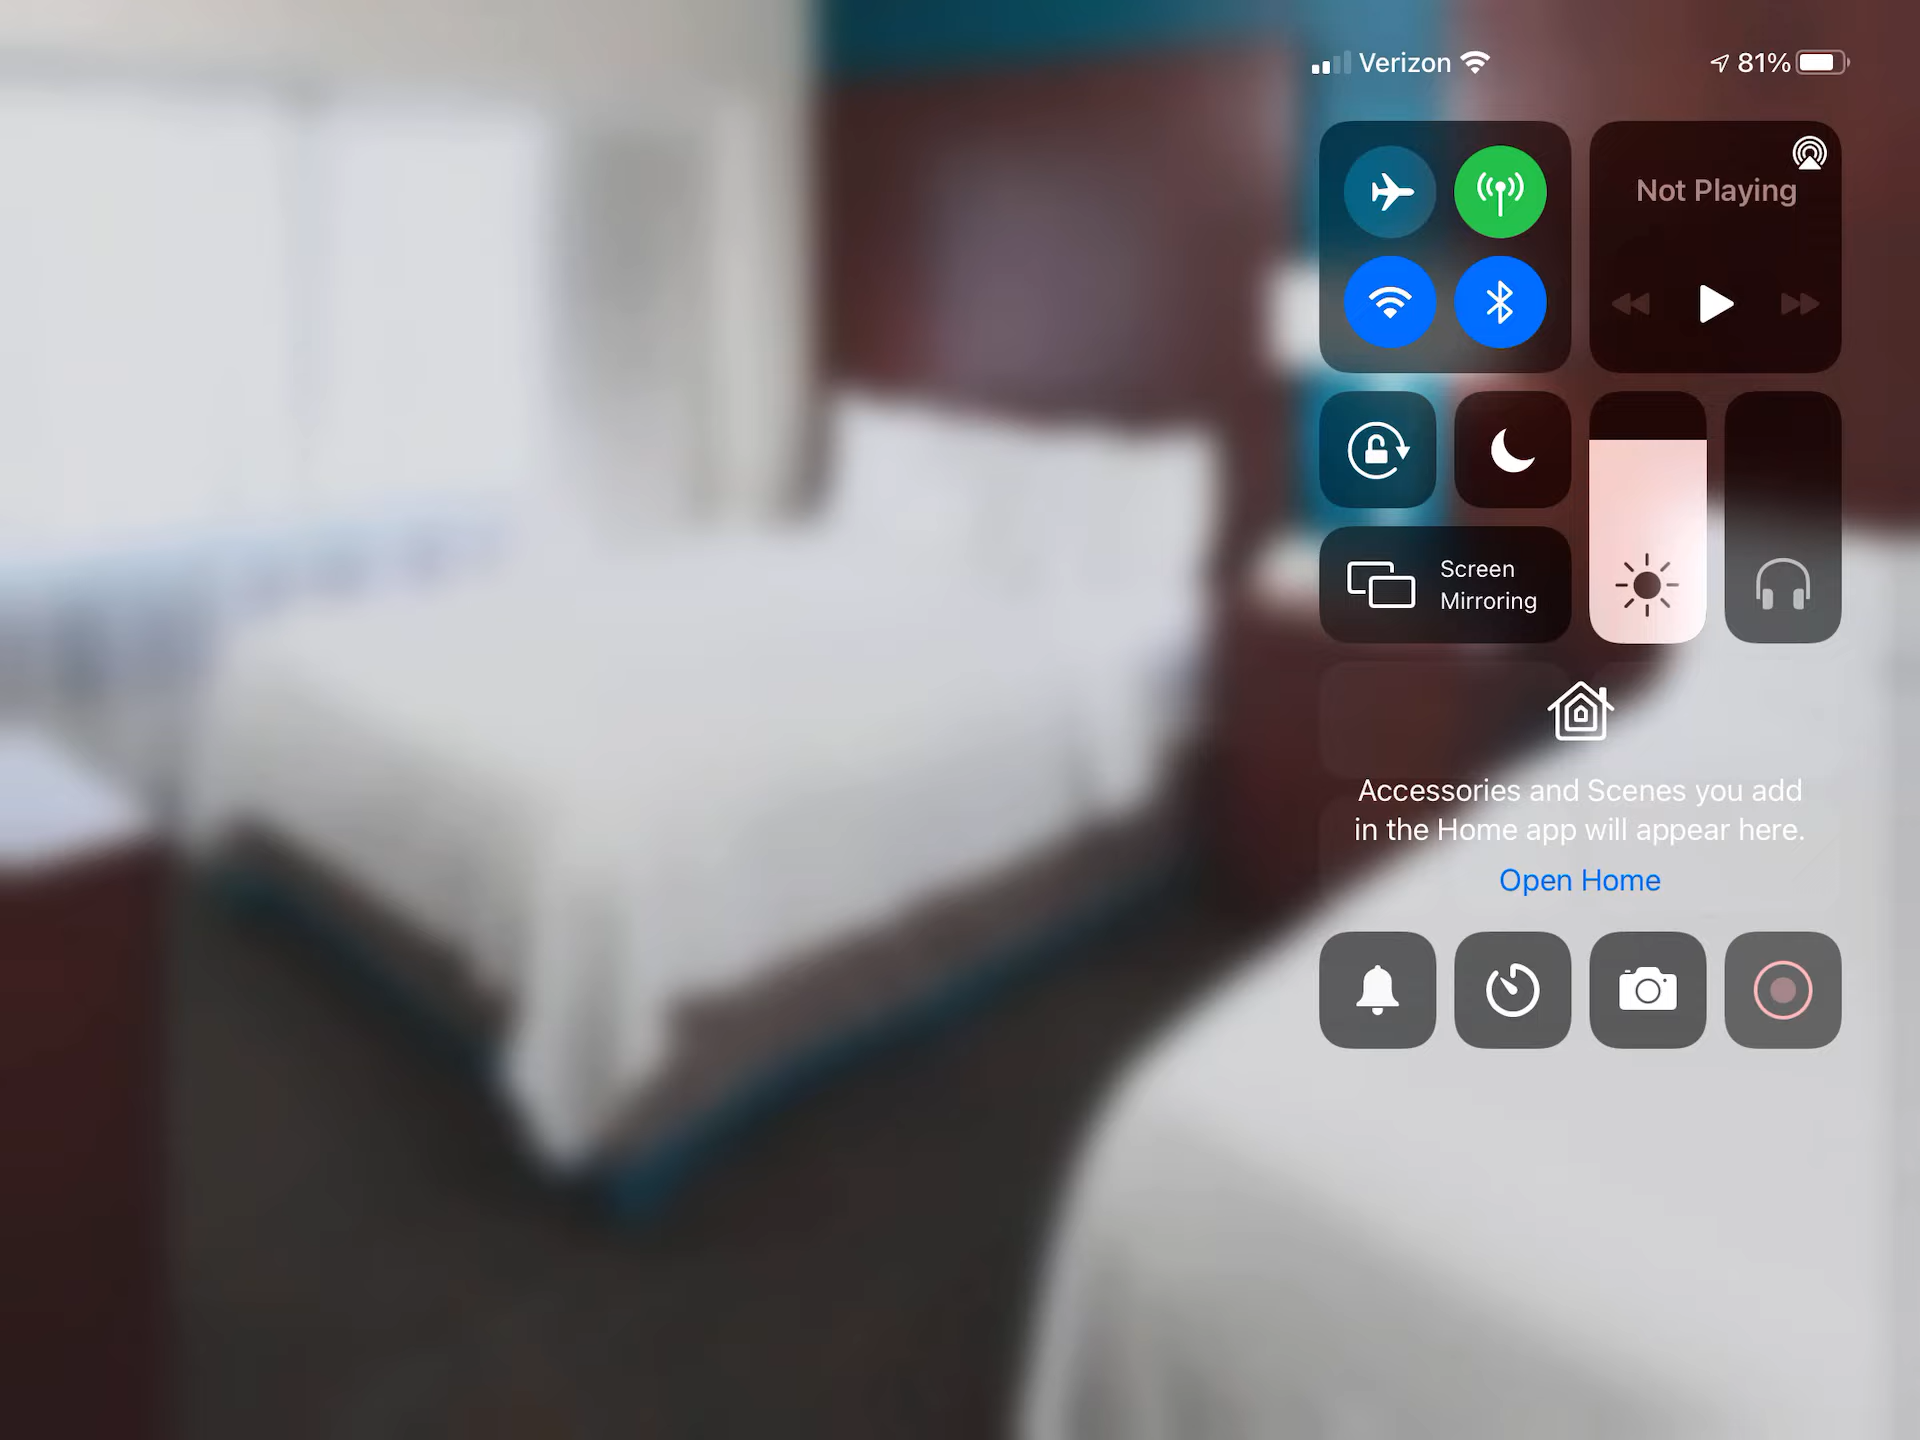 Verizon
81%
Not Playing
Screen
Mirroring
Accessories and Scenes you add
in the Home app will appear here.
Open Home